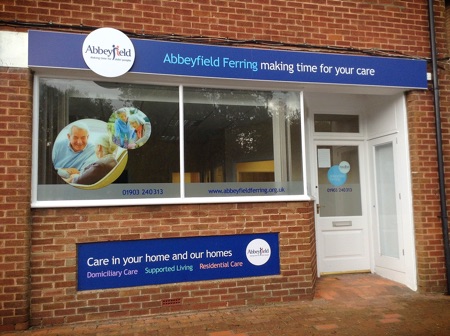 Abbeyfield
Abbeyfield Ferring making time for your care
01903 240313
www.abbeyfieldferring.org.uk
Abbeyfield
01903 240313
Care in your home and our homes
Domiciliary Care Supported Living Residential Care
Abbeyfield